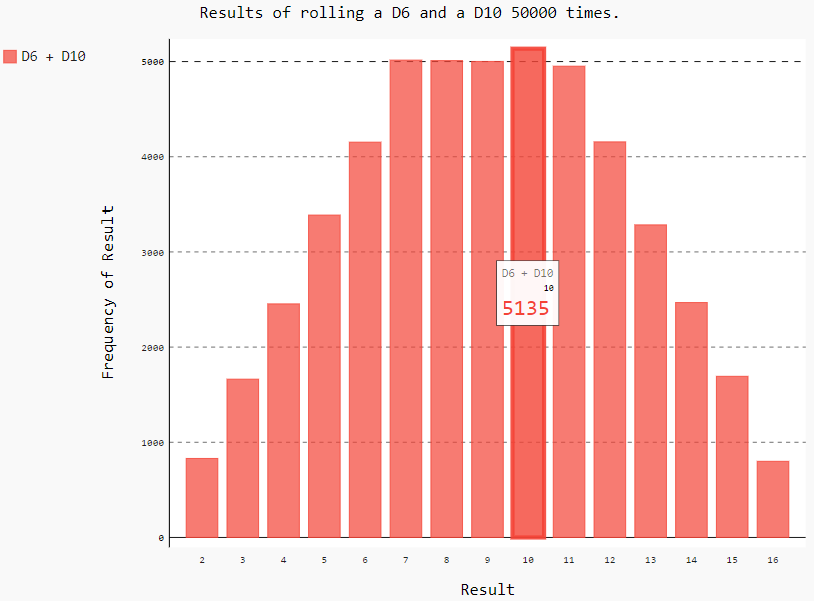 Results of rolling a D6 and a D10 50000 times.
D6 + D10
5000
4000
3000
2000
1000
0
Frequency of Result
D6 + D10
10
5135
2 3 4 5 6 7 8 9 10 11 12 13 14 15 16
Result